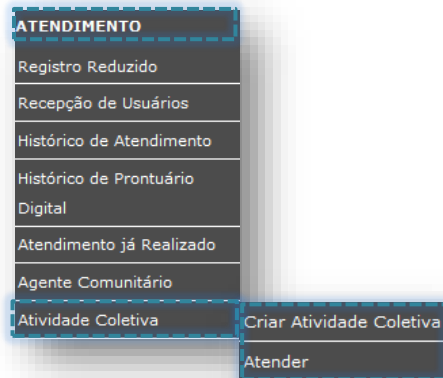 ATENDIMENTO
Registro Reduzido
Recepção de Usuários
Histórico de Atendimento
Histórico de Prontuário
Digital
Atendimento já Realizado
Agente Comunitário
Atividade Coletiva
Criar Atividade Coletiva
Atender